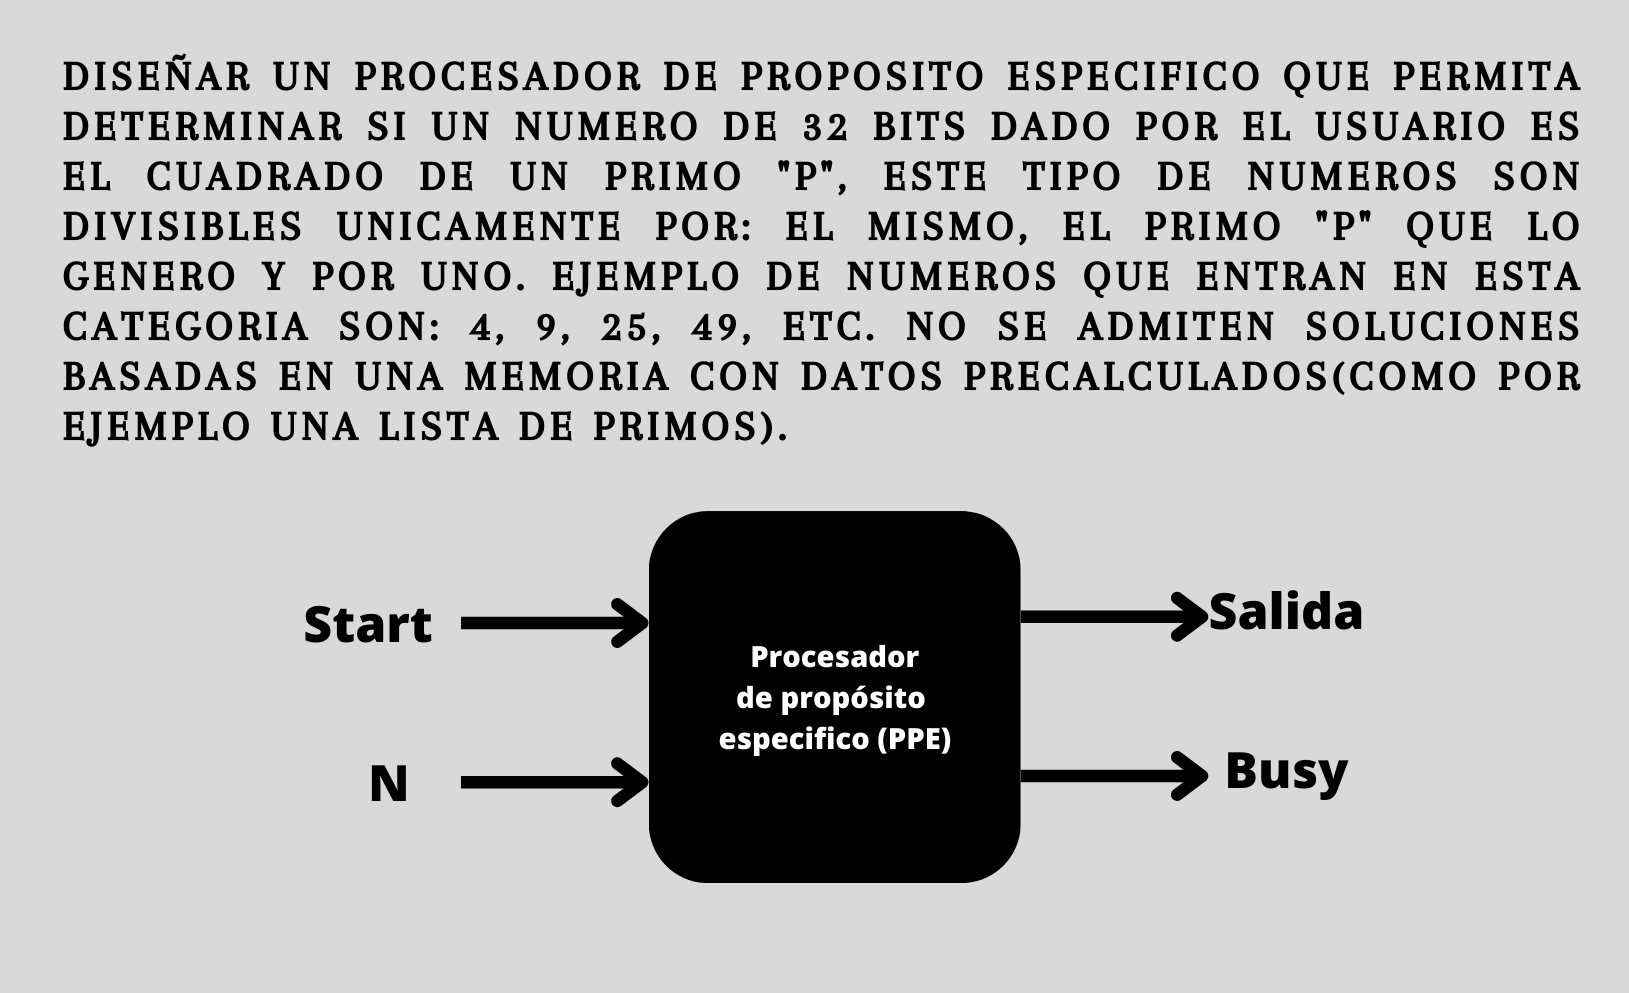 DISEÑAR UN PROCESADOR DE PROPOSITO ESPECIFICO QUE PERMITA
DETERMINAR SI UN NUMERO DE 32 BITS DADO POR EL USUARIO ES
EL CUADRADO DE UN PRIMO "P", ESTE TIPO DE NUMEROS SON
DIVISIBLES UNICAMENTE POR: EL MISMO, EL PRIMO "P" QUE LO
GENERO Y POR UNO. EJEMPLO DE NUMEROS QUE ENTRAN EN ESTA
CATEGORIA SON: 4, 9, 25, 49, ETC. NO SE ADMITEN SOLUCIONES
BASADAS EN UNA MEMORIA CON DATOS PRECALCULADOS(COMO POR
EJEMPLO UNA LISTA DE PRIMOS).
Start
Salida
Procesador
de propósito
especifico (PPE)
N
Busy